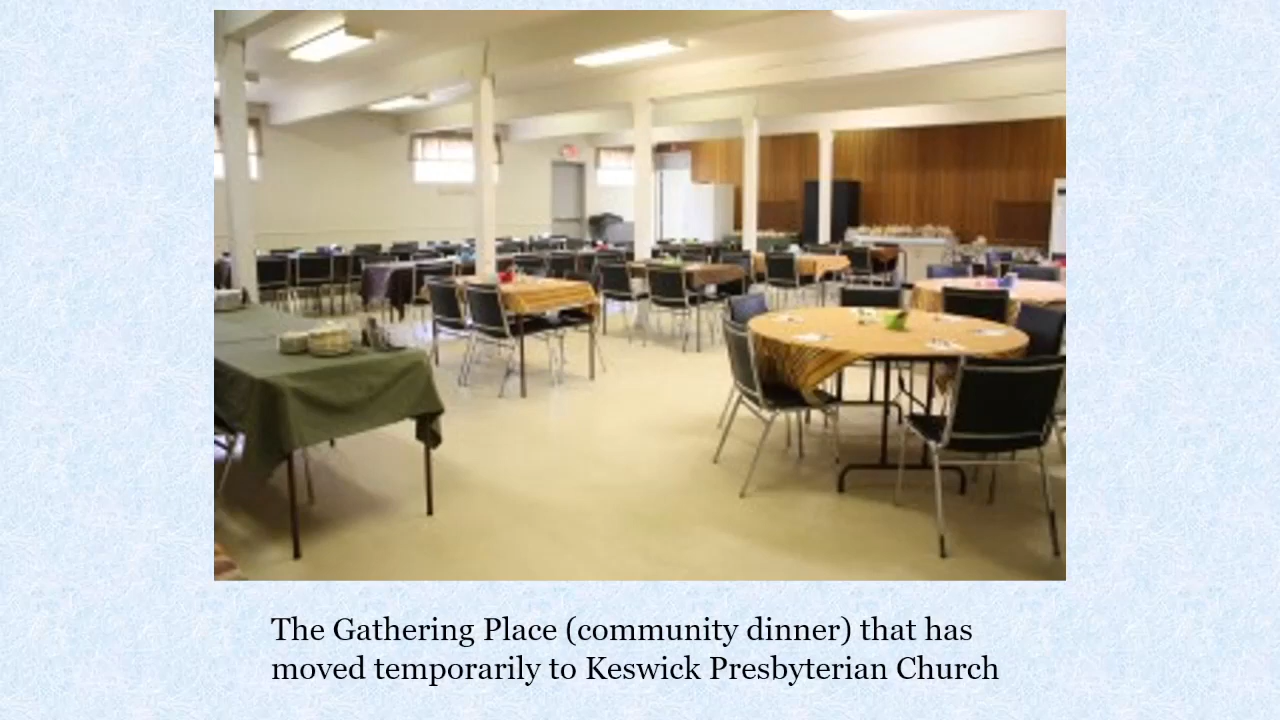 The Gathering Place (community dinner) that has
moved temporarily to Keswick Presbyterian Church